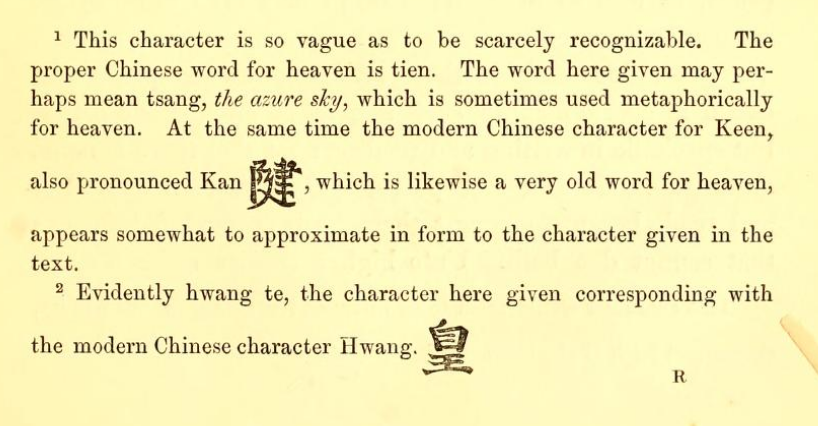 ¹ This character is so vague as to be scarcely recognizable. The
proper Chinese word for heaven is tien. The word here given may per-
haps mean tsang, the azure sky, which is sometimes used metaphorically
for heaven. At the same time the modern Chinese character for Keen,
also pronounced Kan , which is likewise a very old word for heaven,
appears somewhat to approximate in form to the character given in the
text.
² Evidently hwang te, the character here given corresponding with
the modern Chinese character Hwang. 皇
R